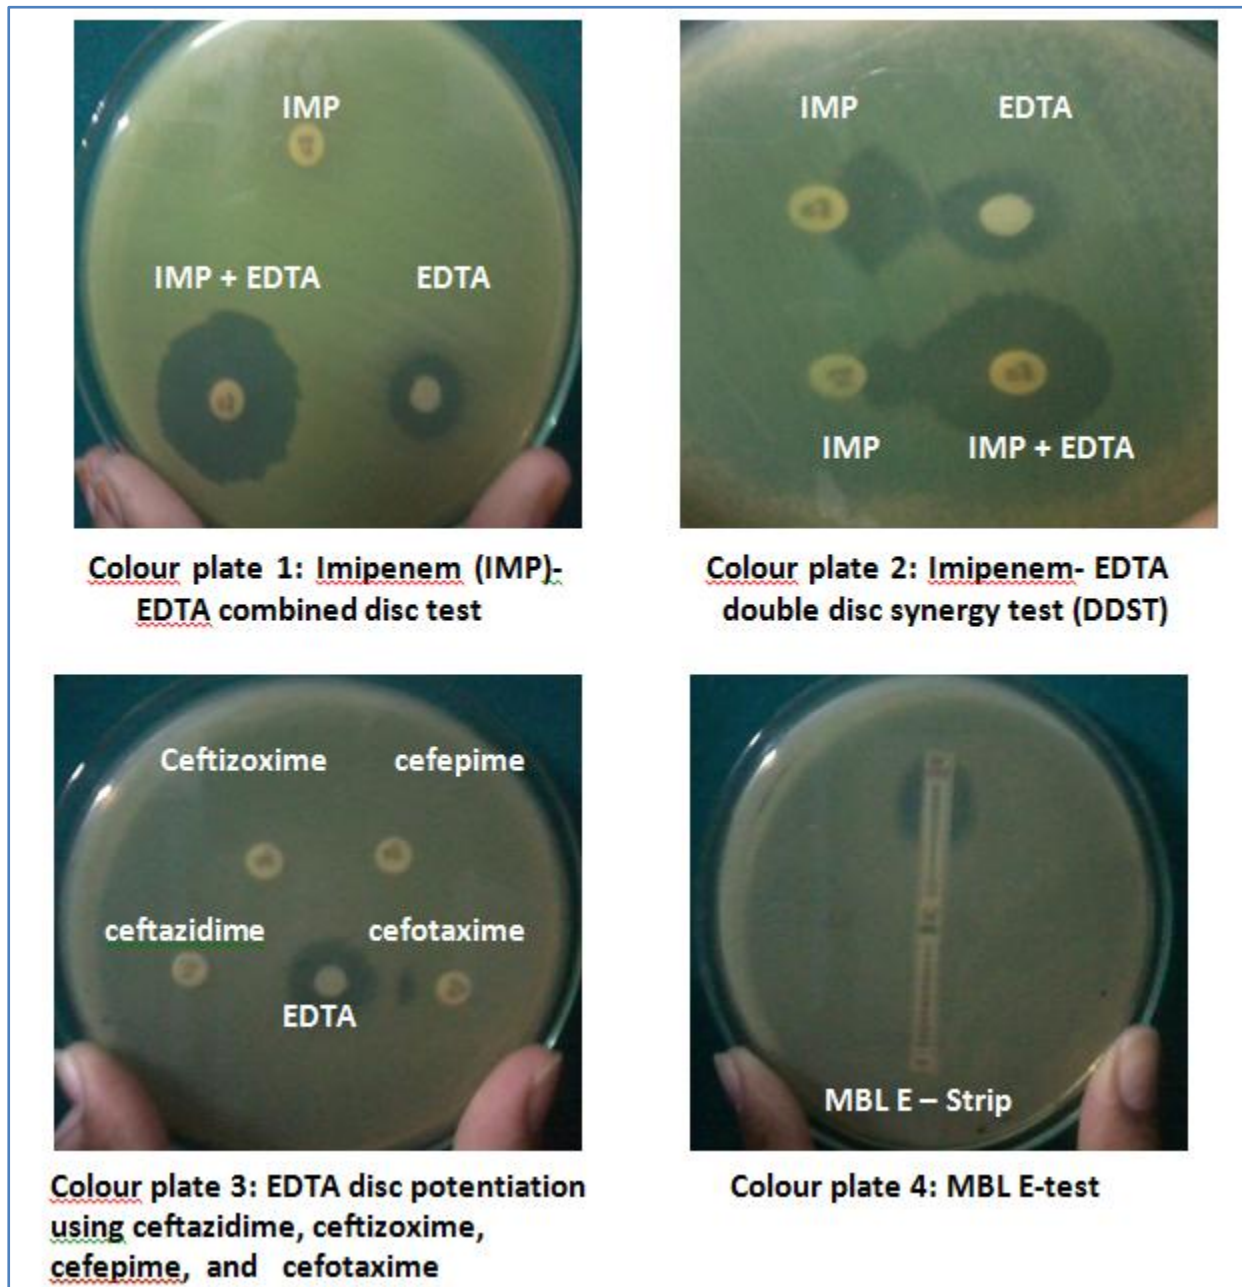 IMP
IMP + EDTA
EDTA
Colour plate 1: Imipenem (IMP)-
EDTA combined disc test
IMP
EDTA
IMP
IMP + EDTA
Colour plate 2: Imipenem- EDTA
double disc synergy test (DDST)
Ceftizoxime
cefepime
ceftazidime
cefotaxime
EDTA
Colour plate 3: EDTA disc potentiation
using ceftazidime, ceftizoxime,
cefepime, and cefotaxime
MBL E – Strip
Colour plate 4: MBL E-test